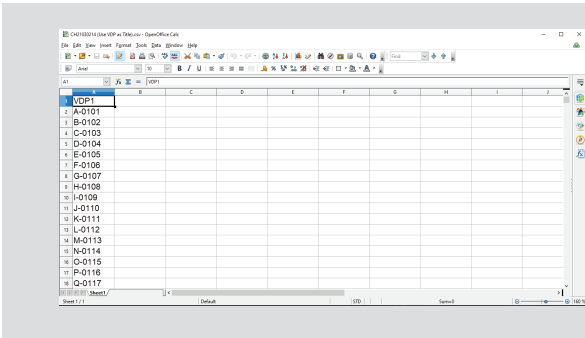 CH21030214 (Use VDP as Title).csv - OpenOffice Calc
File Edit View Insert Format Tools Data Window Help
Find
Arial 10
A1 VDP1
A B C D E F G H I J
1 VDP1
2 A-0101
3 B-0102
4 C-0103
5 D-0104
6 E-0105
7 F-0106
8 G-0107
9 H-0108
10 I-0109
11 J-0110
12 K-0111
13 L-0112
14 M-0113
15 N-0114
16 O-0115
17 P-0116
18 Q-0117
Sheet1
Sheet 1 / 1 Default STD Sum=0 160 %